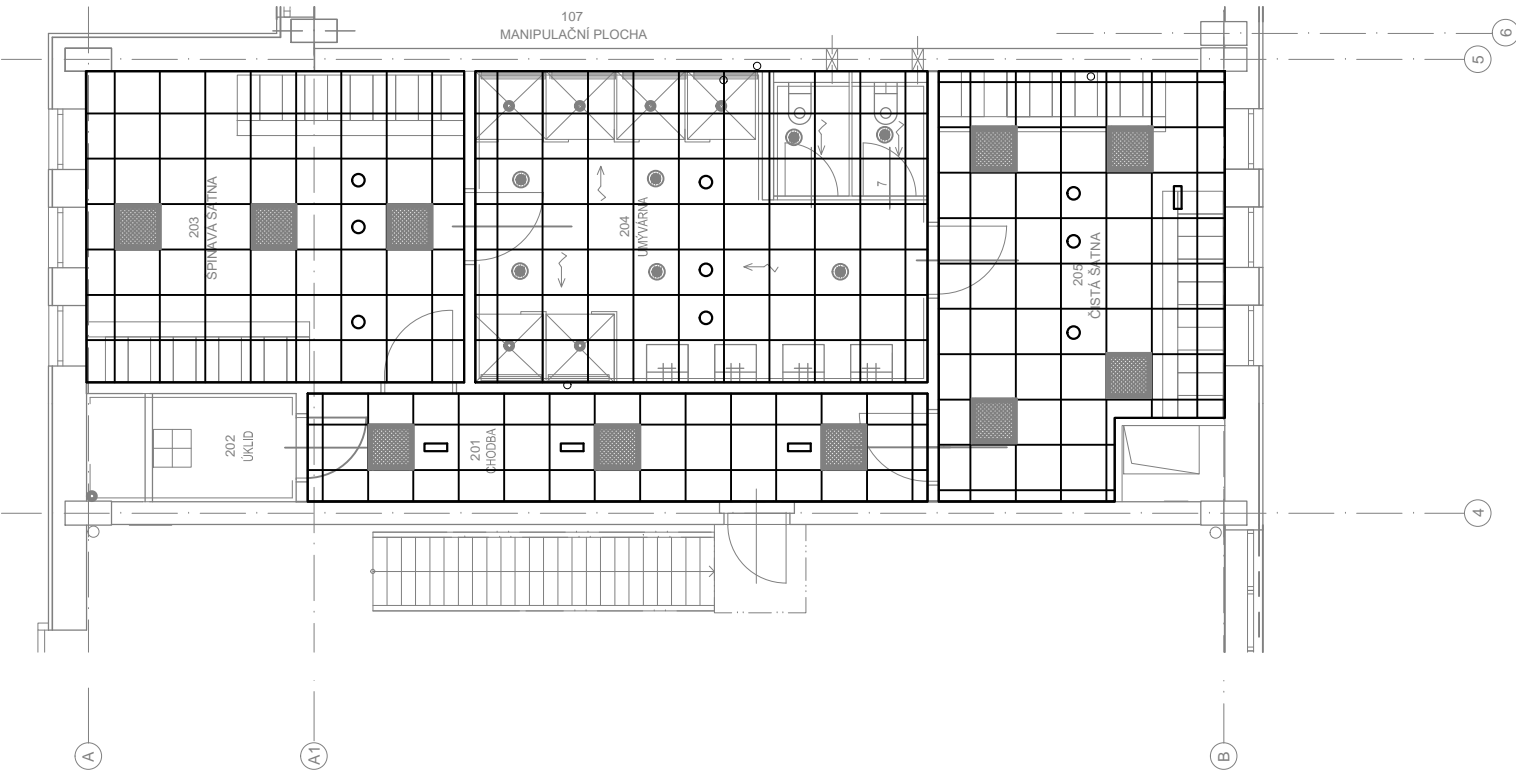 107
MANIPULAČNÍ PLOCHA
6
5
203
ŠPINAVÁ ŠATNA
204
UMÝVÁRNA
7
205
ČISTÁ ŠATNA
202
ÚKLID
201
CHODBA
4
A
A1
B